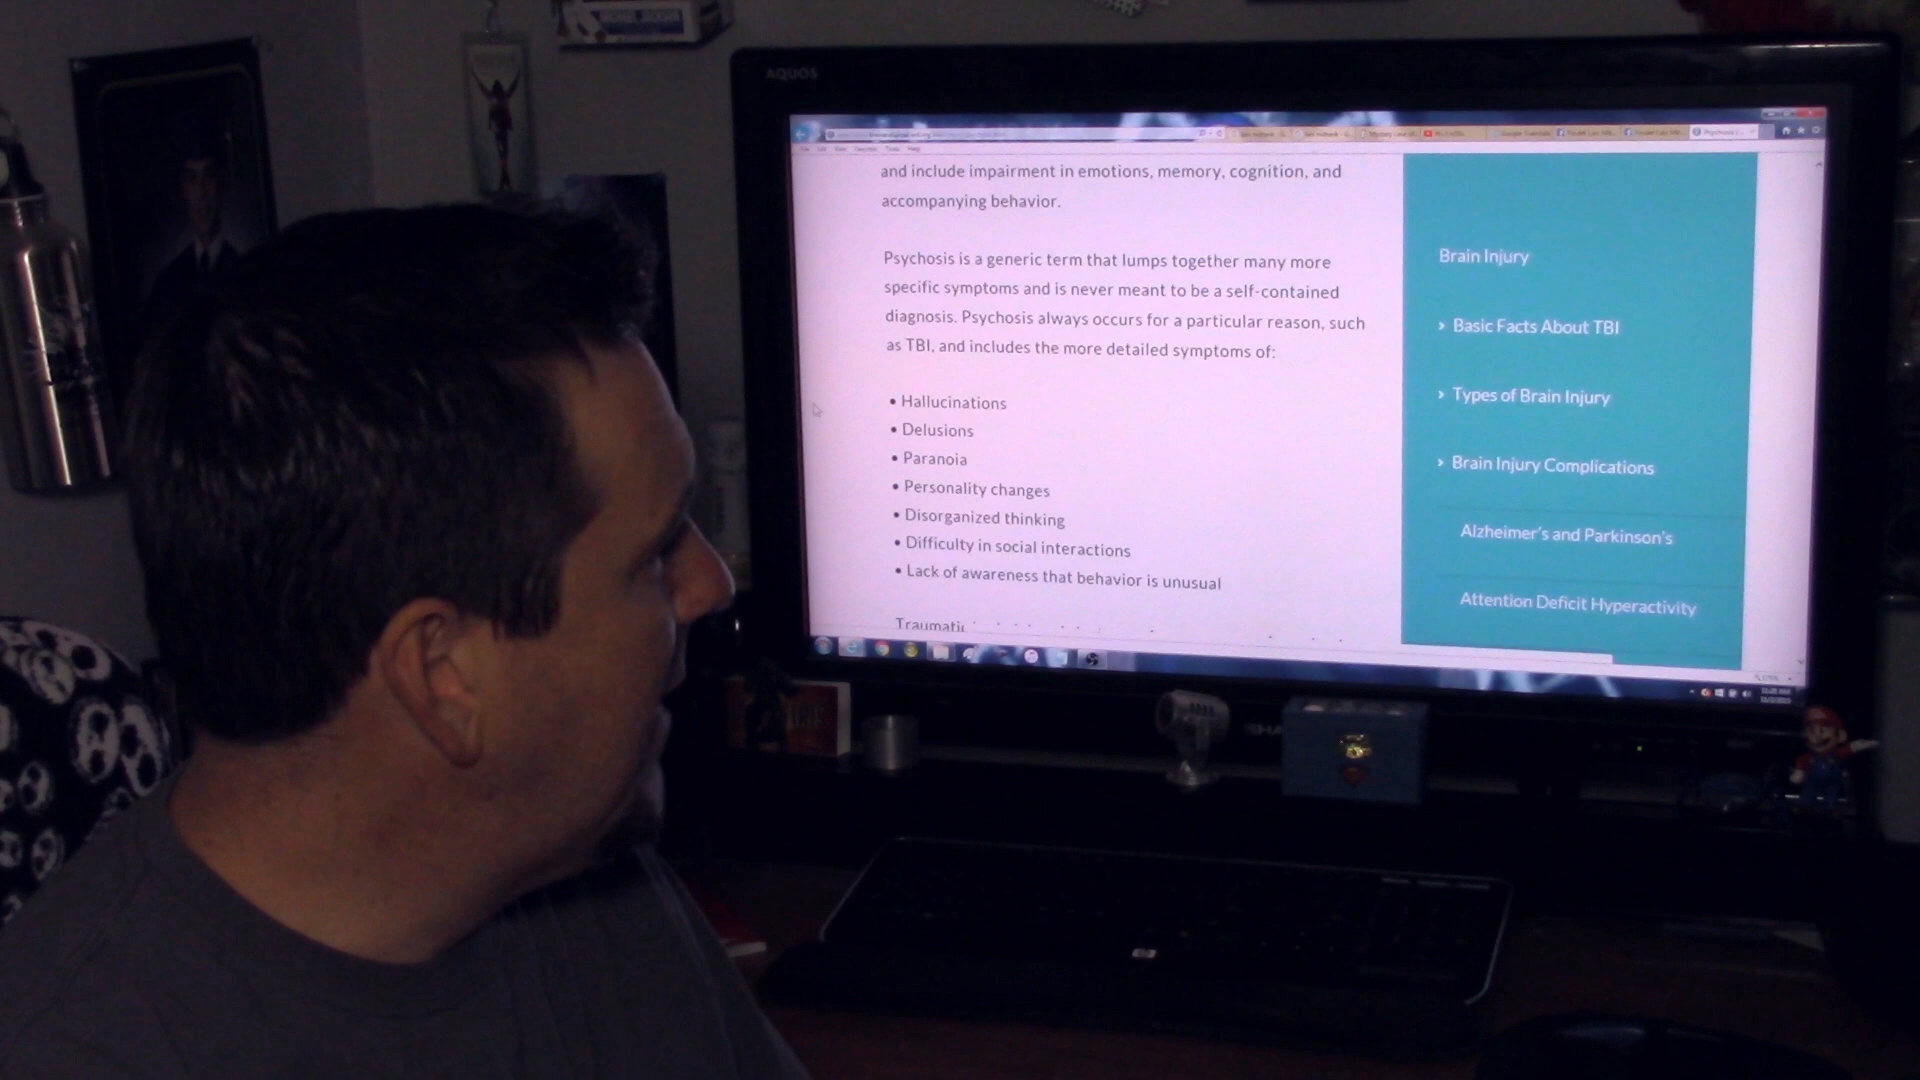 MICHAEL JACKSON
AQUOS
and include impairment in emotions, memory, cognition, and
accompanying behavior.
Psychosis is a generic term that lumps together many more
specific symptoms and is never meant to be a self-contained
diagnosis. Psychosis always occurs for a particular reason, such
as TBI, and includes the more detailed symptoms of:
• Hallucinations
• Delusions
• Paranoia
• Personality changes
• Disorganized thinking
• Difficulty in social interactions
• Lack of awareness that behavior is unusual
Brain Injury
› Basic Facts About TBI
› Types of Brain Injury
› Brain Injury Complications
Alzheimer's and Parkinson's
Attention Deficit Hyperactivity
hp